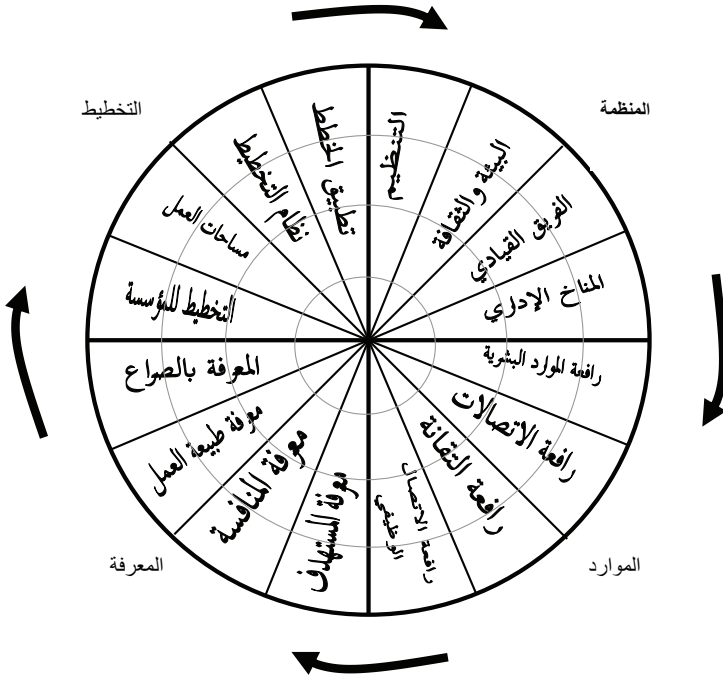 المنظمة
التنظيم
البيئة والثقافة
الفريق القيادي
المناخ الإداري
الموارد
رافعة الموارد البشرية
رافعة الاتصالات
رافعة التقانة
رافعة الاتصال
الوظيفي
المعرفة
معرفة المستهدف
معرفة المنافسة
معرفة طبيعة العمل
المعرفة بالصواع
التخطيط
التخطيط للمؤسسة
مساحات العمل
نظام التخطيط
تطبيق الخطط